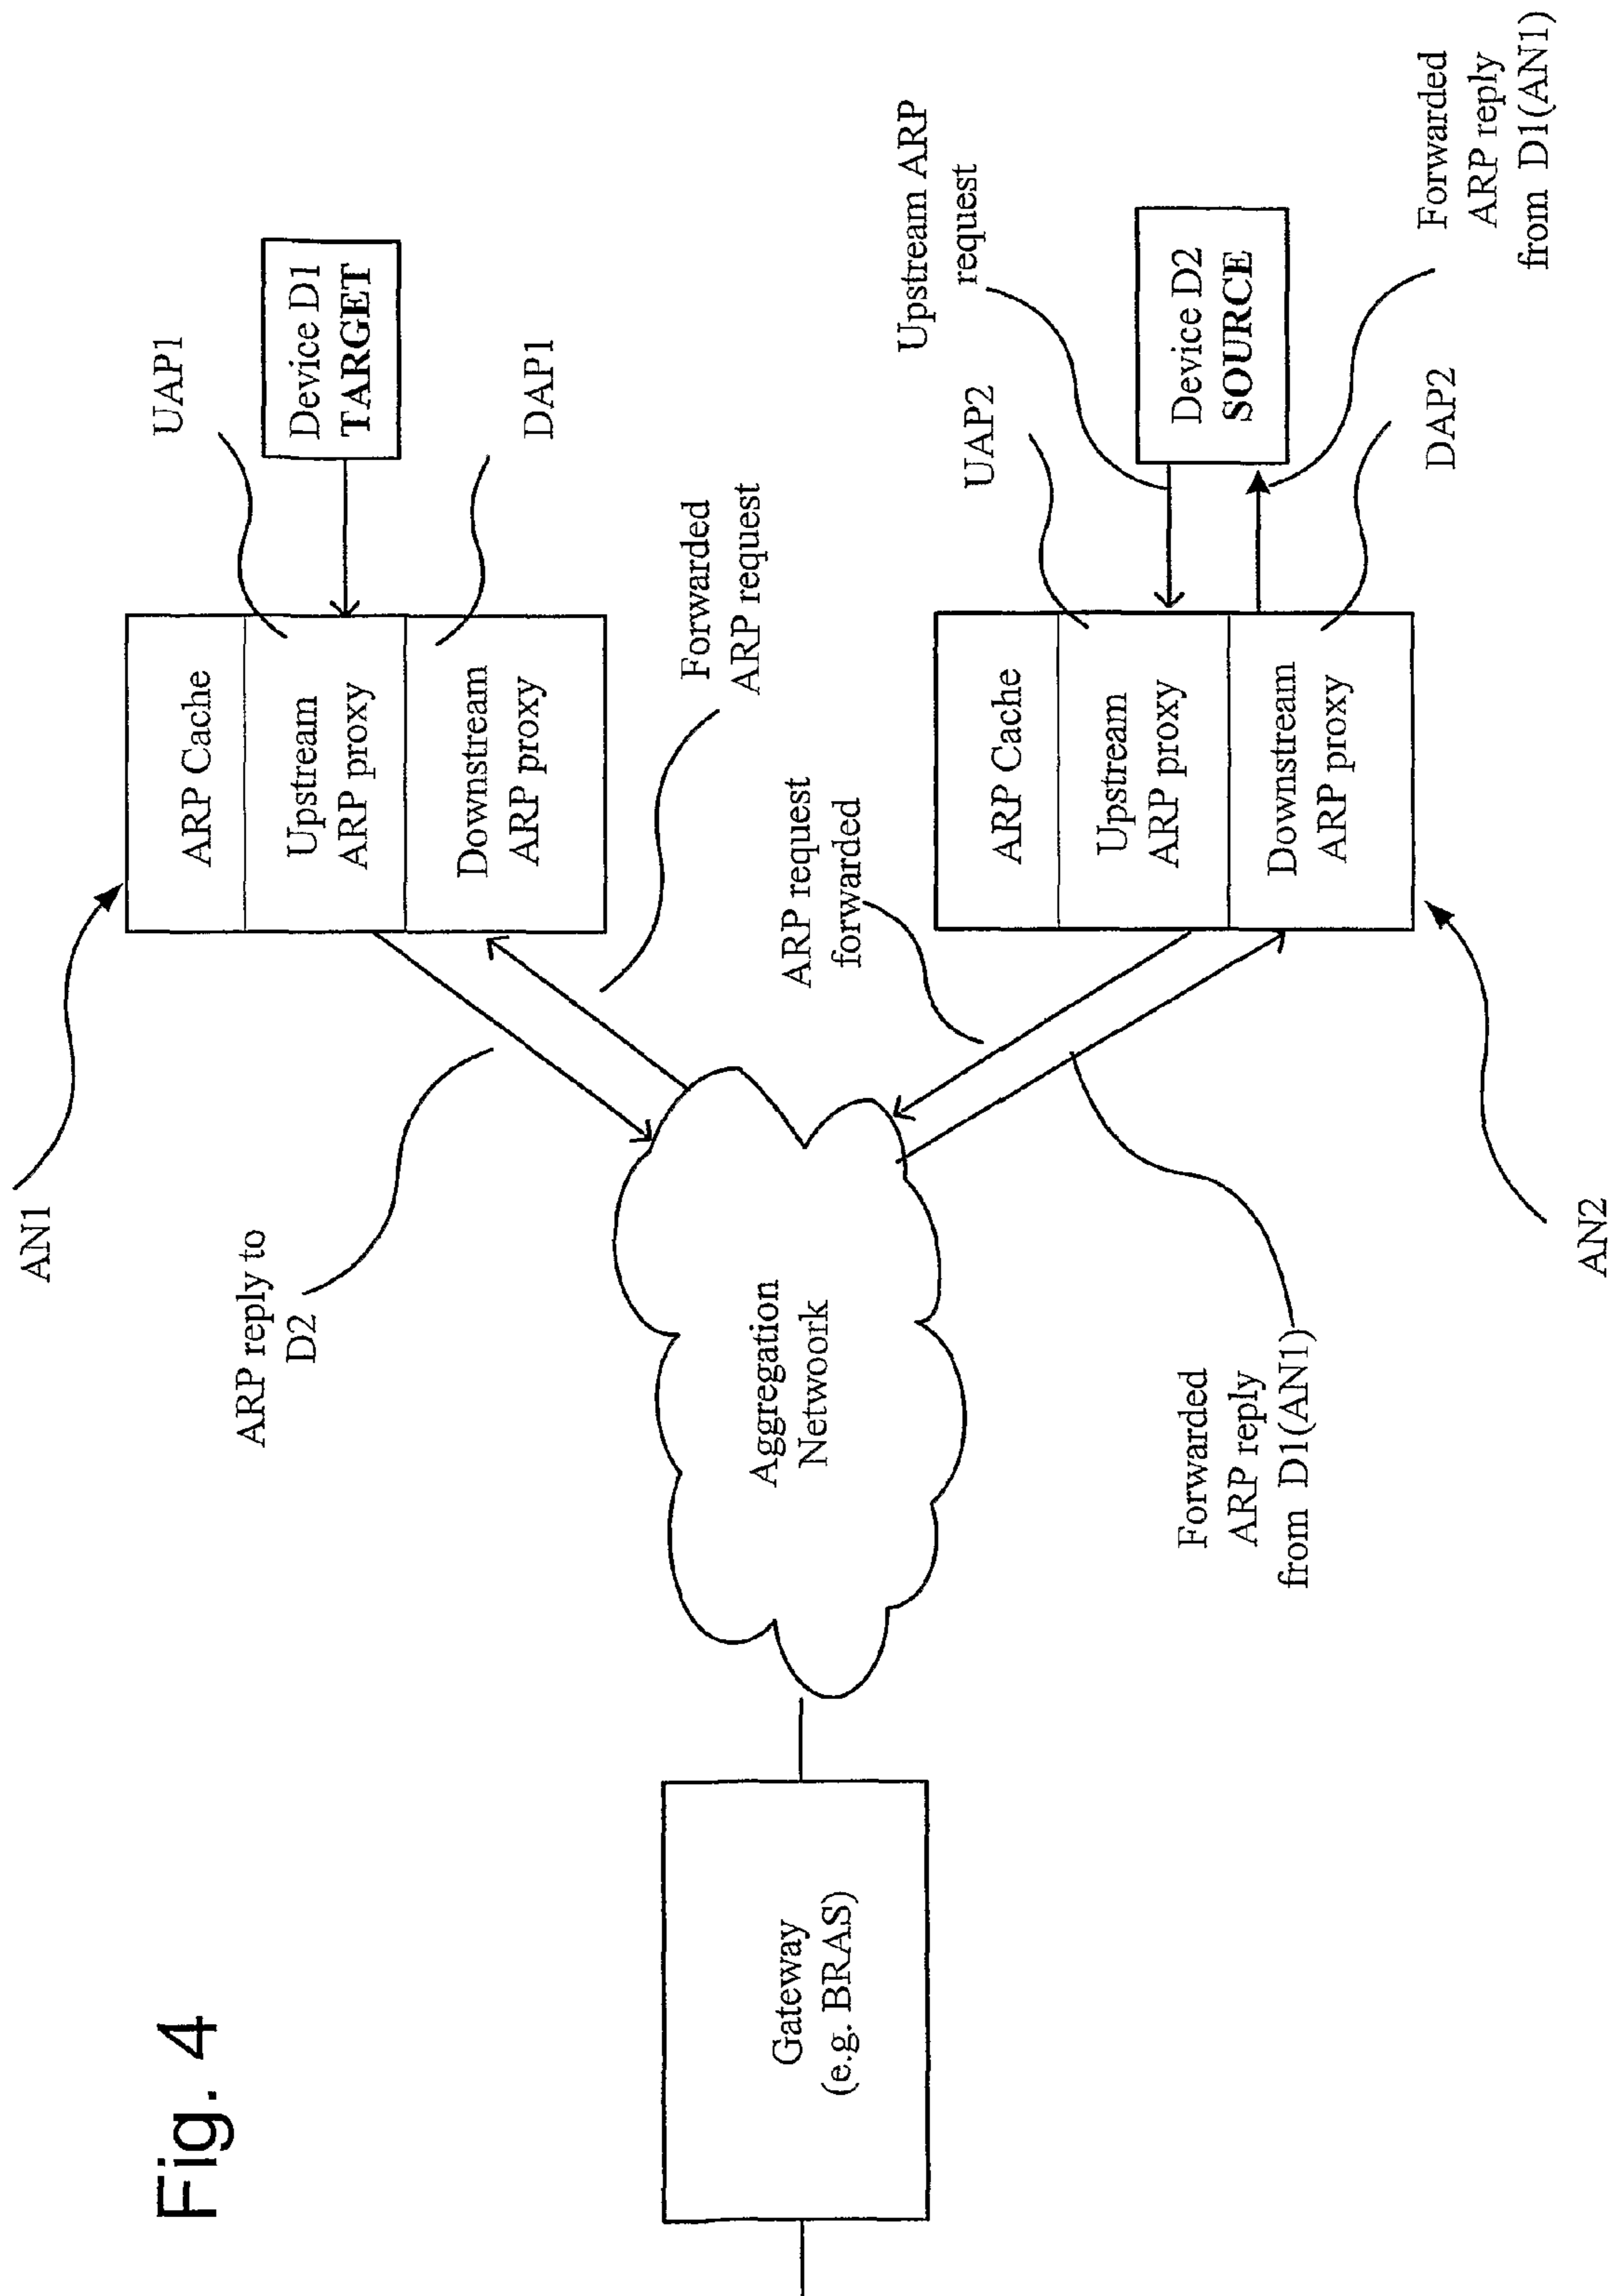 Fig. 4
AN1
ARP Cache
Upstream
ARP proxy
Downstream
ARP proxy
UAP1
Device D1
TARGET
DAP1
Forwarded
ARP request
ARP reply to
D2
Gateway
(e.g. BRAS)
Aggregation
Netwoork
ARP request
forwarded
Forwarded
ARP reply
from D1(AN1)
ARP Cache
Upstream
ARP proxy
Downstream
ARP proxy
AN2
UAP2
Upstream ARP
request
Device D2
SOURCE
DAP2
Forwarded
ARP reply
from D1(AN1)